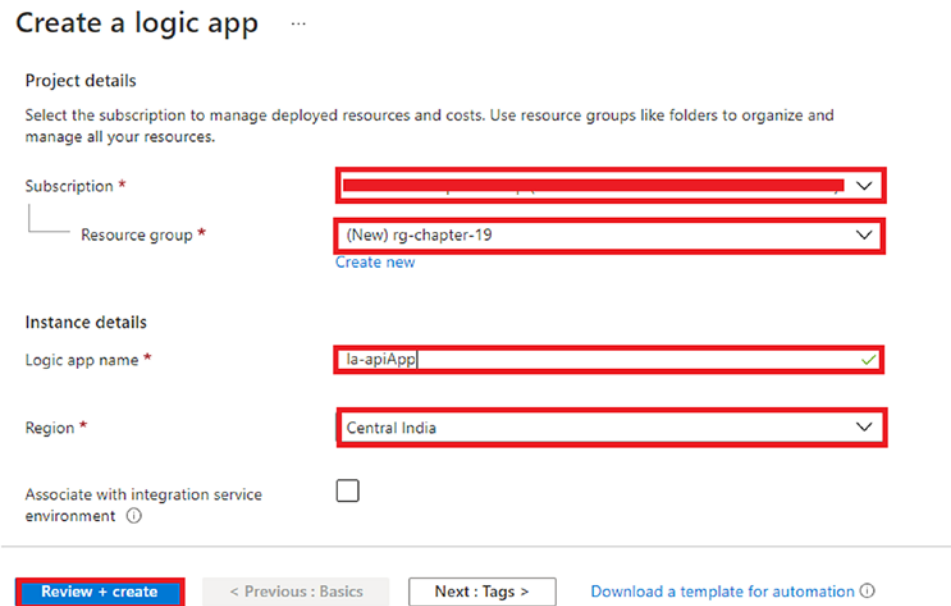 Create a logic app ...
Project details
Select the subscription to manage deployed resources and costs. Use resource groups like folders to organize and
manage all your resources.
Subscription *
Resource group *
(New) rg-chapter-19
Create new
Instance details
Logic app name *
la-apiApp
Region *
Central India
Associate with integration service
environment
Review + create
< Previous : Basics
Next : Tags >
Download a template for automation